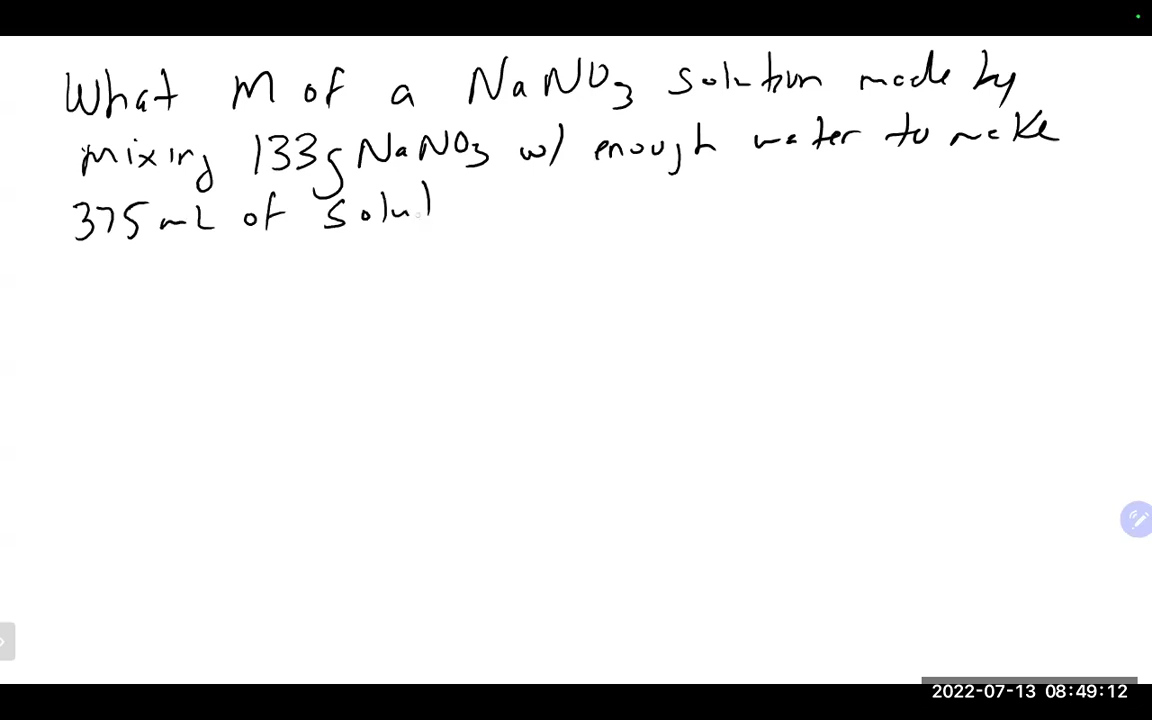 What M of a NaNO3 solution made by
mixing 133g NaNO3 w/ enough water to make
375 mL of solut
2022-07-13 08:49:12